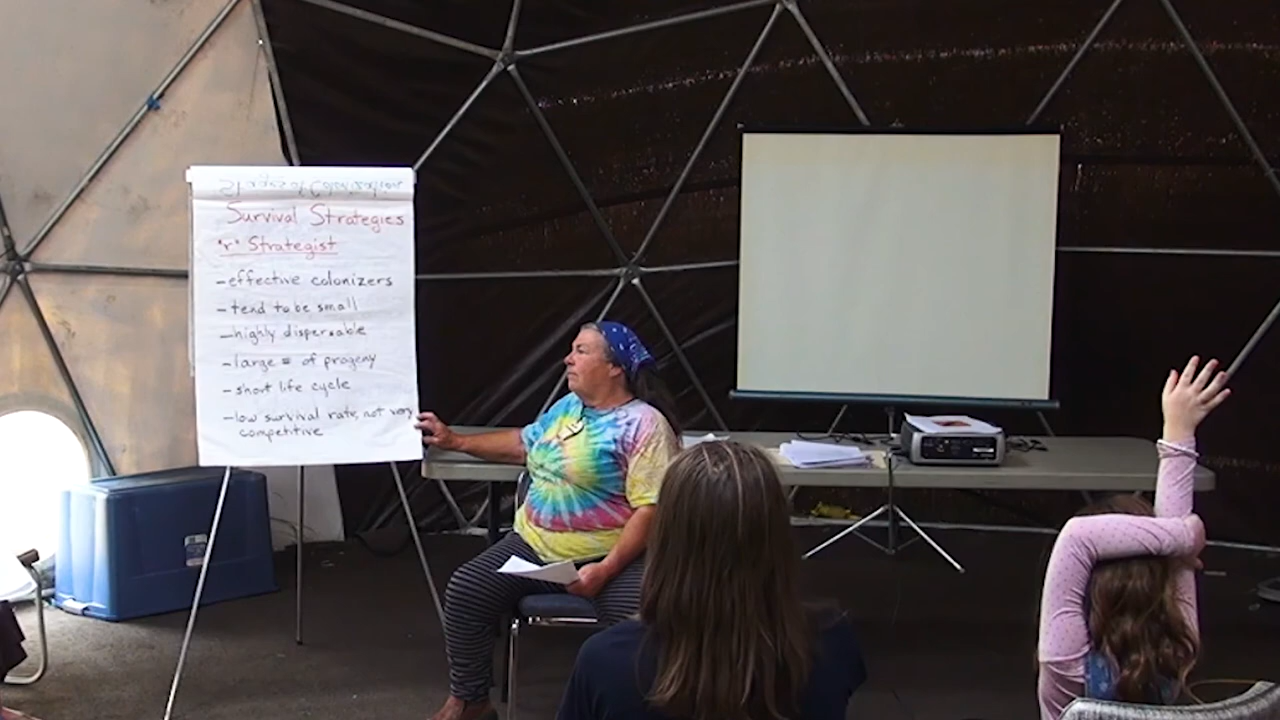 Survival Strategies
"r" Strategist
- effective colonizers
- tend to be small
- highly dispersable
- large # of progeny
- short life cycle
- low survival rate, not very
competitive